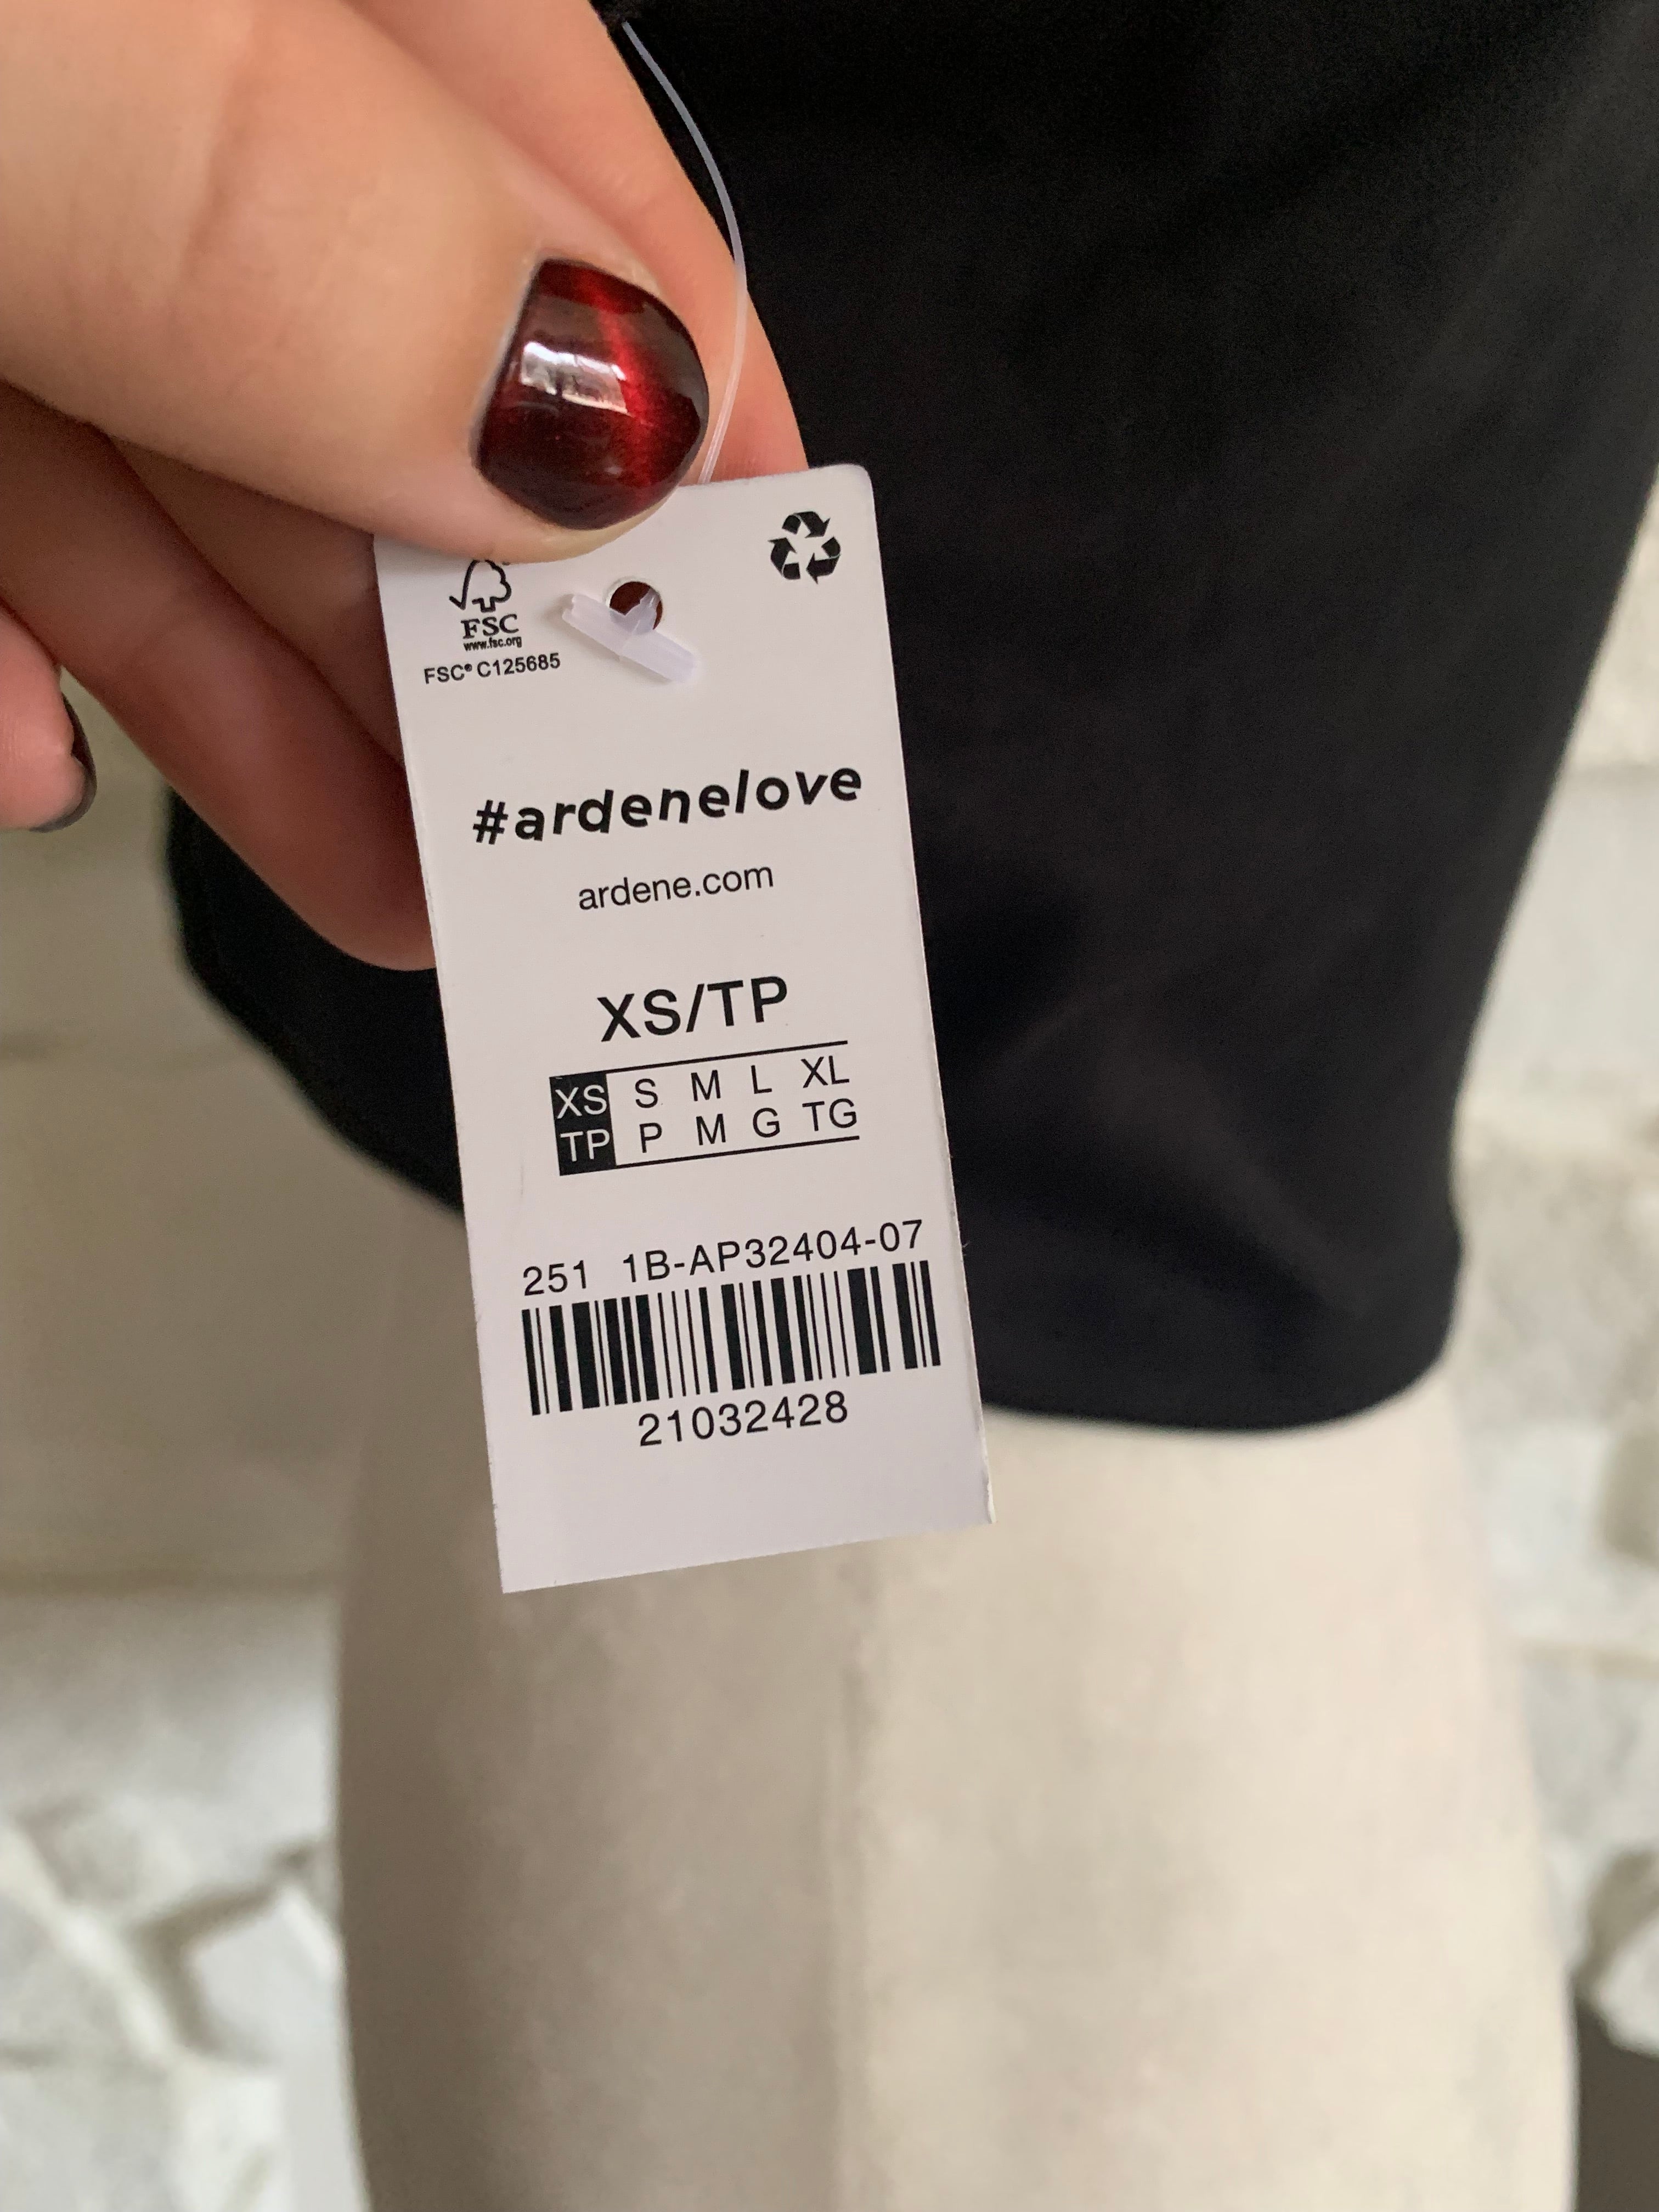 FSC
www.fsc.org
FSC® C125685
#ardenelove
ardene.com
XS/TP
XS S M L XL
TP P M G TG
251 1B-AP32404-07
21032428